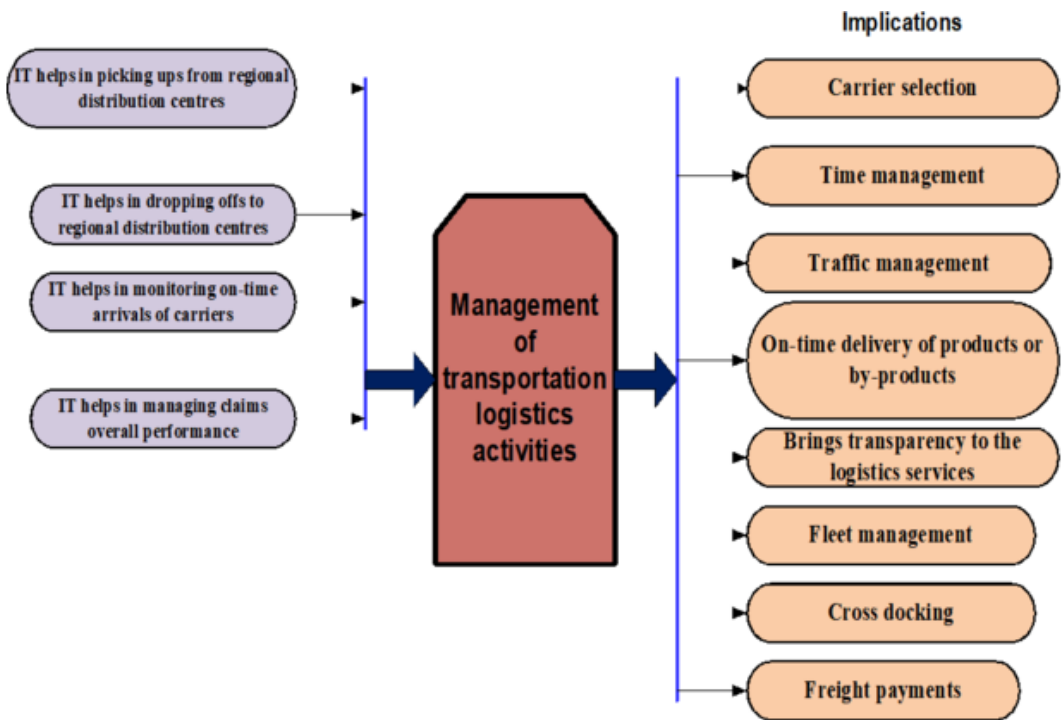 Implications
IT helps in picking ups from regional
distribution centres
IT helps in dropping offs to
regional distribution centres
IT helps in monitoring on-time
arrivals of carriers
IT helps in managing claims
overall performance
Management
of
transportation
logistics
activities
Carrier selection
Time management
Traffic management
On-time delivery of products or
by-products
Brings transparency to the
logistics services
Fleet management
Cross docking
Freight payments